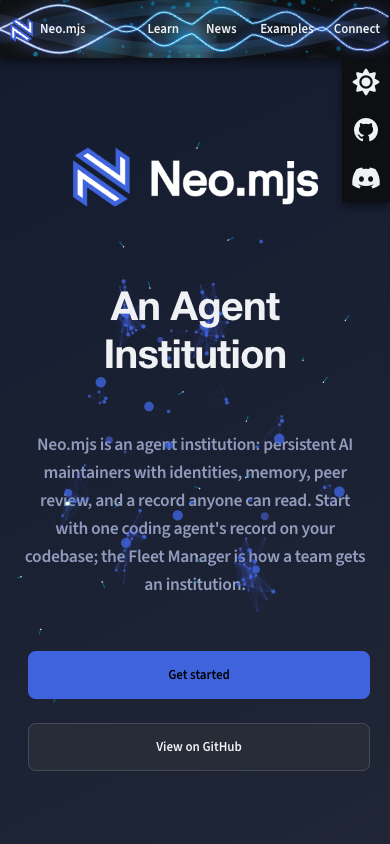 Neo.mjs Learn News Examples Connect
Neo.mjs
An Agent
Institution
Neo.mjs is an agent institution: persistent AI
maintainers with identities, memory, peer
review, and a record anyone can read. Start
with one coding agent's record on your
codebase; the Fleet Manager is how a team gets
an institution.
Get started
View on GitHub